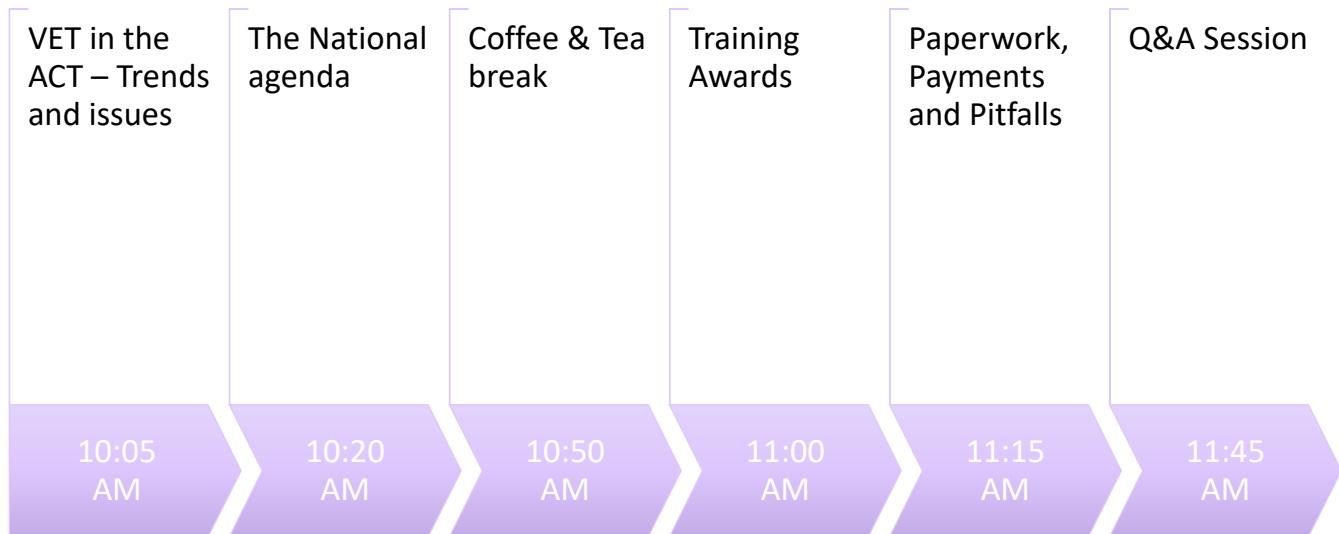 VET in the
ACT – Trends
and issues
The National
agenda
Coffee & Tea
break
Training
Awards
Paperwork,
Payments
and Pitfalls
Q&A Session
10:05
AM
10:20
AM
10:50
AM
11:00
AM
11:15
AM
11:45
AM